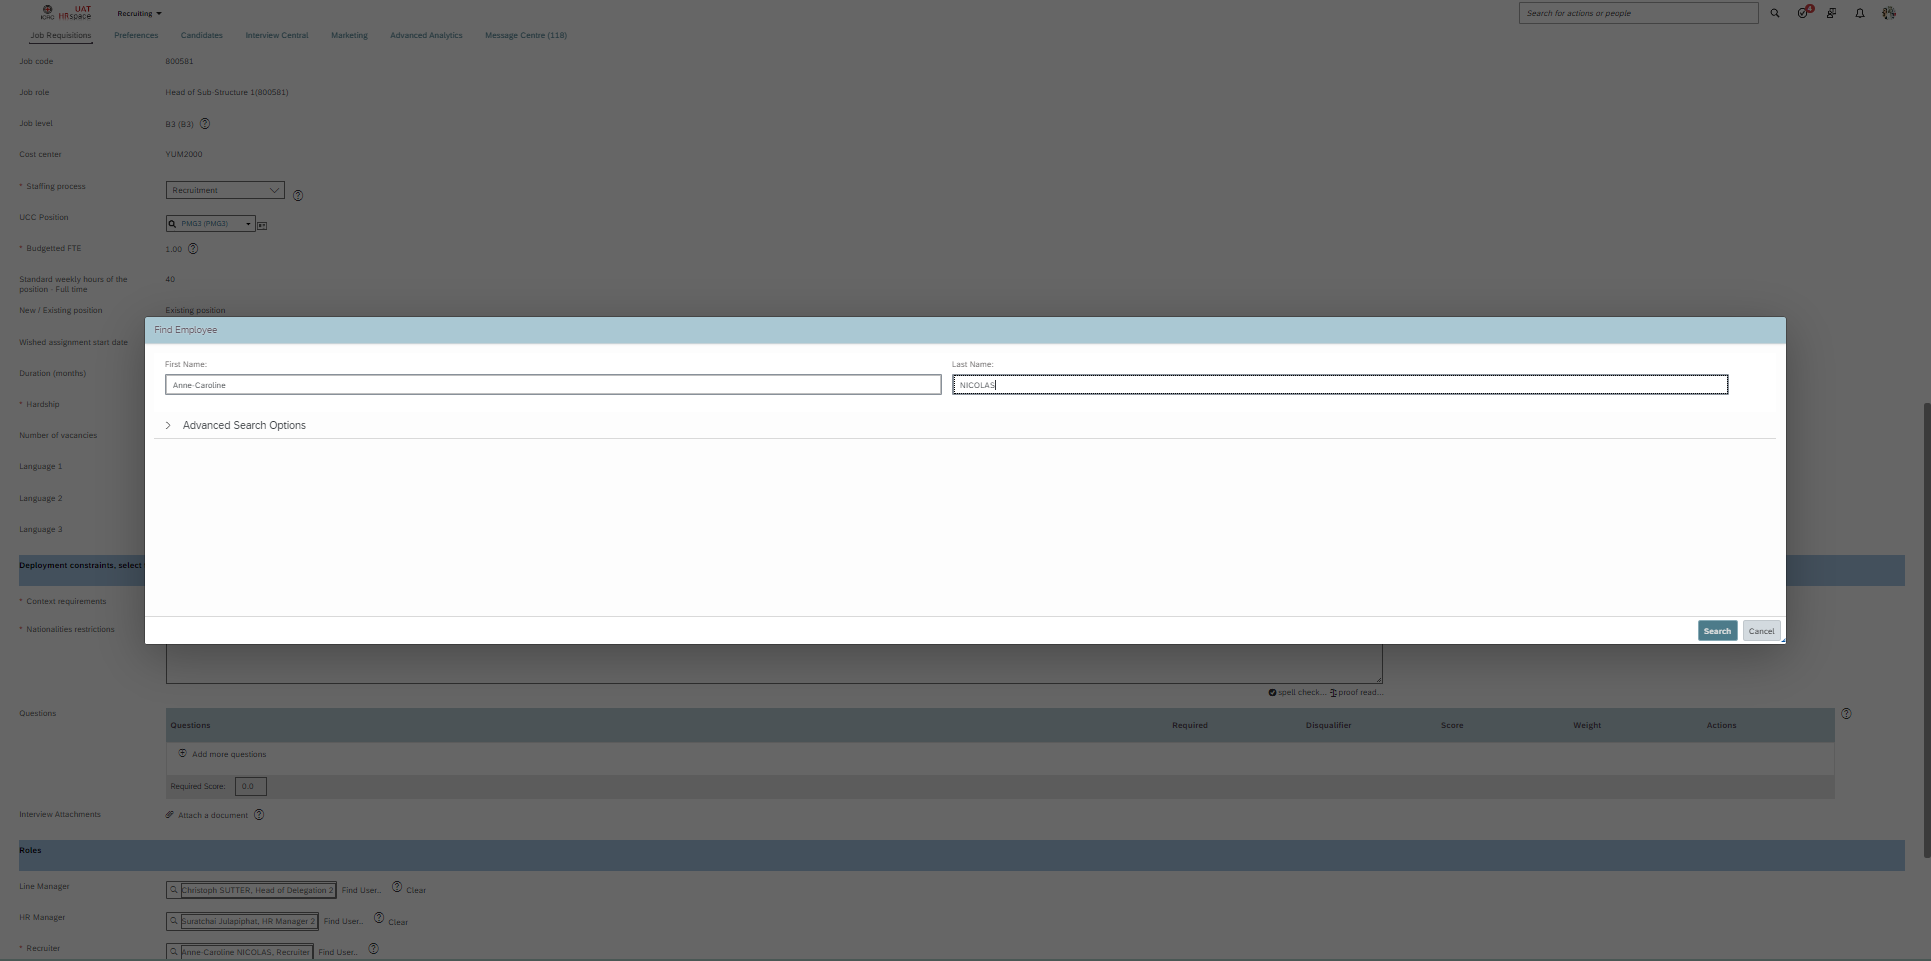 ICRC UAT HRspace Recruiting Search for actions or people 4
Job Requisitions Preferences Candidates Interview Central Marketing Advanced Analytics Message Centre (118)
Job code 800581
Job role Head of Sub-Structure 1(800581)
Job level B3 (B3)
Cost center YUM2000
* Staffing process Recruitment
UCC Position PMG3 (PMG3)
* Budgetted FTE 1.00
Standard weekly hours of the position - Full time 40
New / Existing position Existing position
Find Employee
Wished assignment start date
First Name: Last Name:
Duration (months)
Anne-Caroline NICOLAS
* Hardship
Advanced Search Options
Number of vacancies
Language 1
Language 2
Language 3
Deployment constraints, select
* Context requirements
* Nationalities restrictions
Search Cancel
spell check... proof read...
Questions
Questions Required Disqualifier Score Weight Actions
Add more questions
Required Score: 0.0
Interview Attachments Attach a document
Roles
Line Manager Christoph SUTTER, Head of Delegation 2 Find User... Clear
HR Manager Suratchai Julapiphat, HR Manager 2 Find User... Clear
* Recruiter Anne-Caroline NICOLAS, Recruiter Find User...